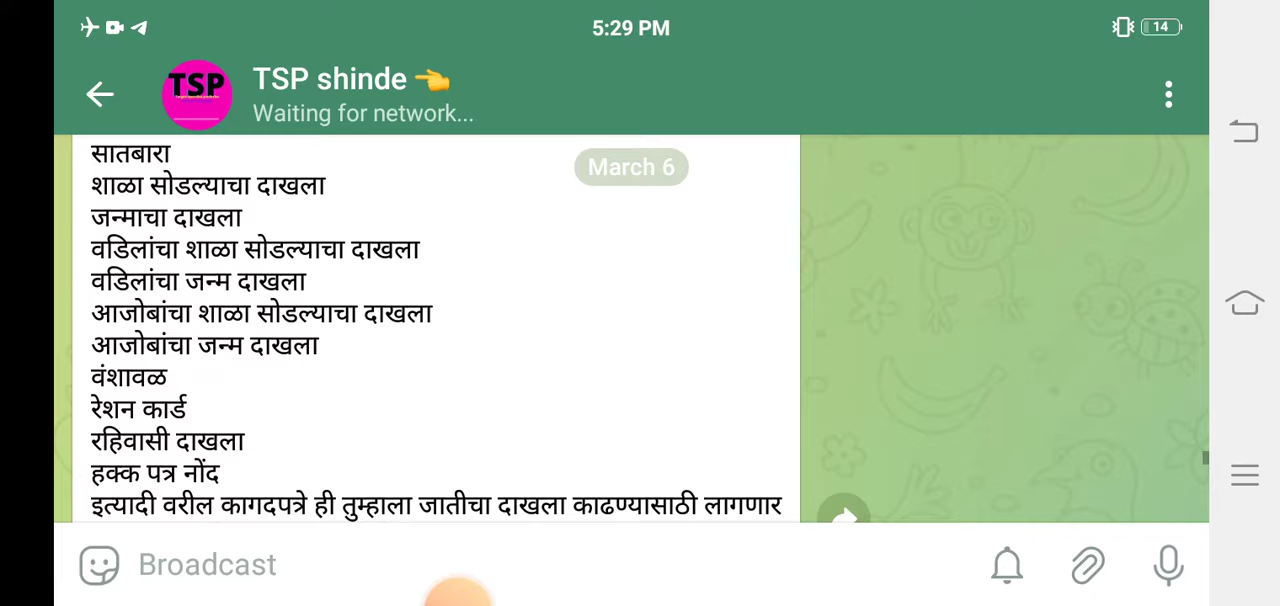 5:29 PM
14
TSP
TSP shinde 👈
Waiting for network...
March 6
सातबारा
शाळा सोडल्याचा दाखला
जन्माचा दाखला
वडिलांचा शाळा सोडल्याचा दाखला
वडिलांचा जन्म दाखला
आजोबांचा शाळा सोडल्याचा दाखला
आजोबांचा जन्म दाखला
वंशावळ
रेशन कार्ड
रहिवासी दाखला
हक्क पत्र नोंद
इत्यादी वरील कागदपत्रे ही तुम्हाला जातीचा दाखला काढण्यासाठी लागणार
Broadcast